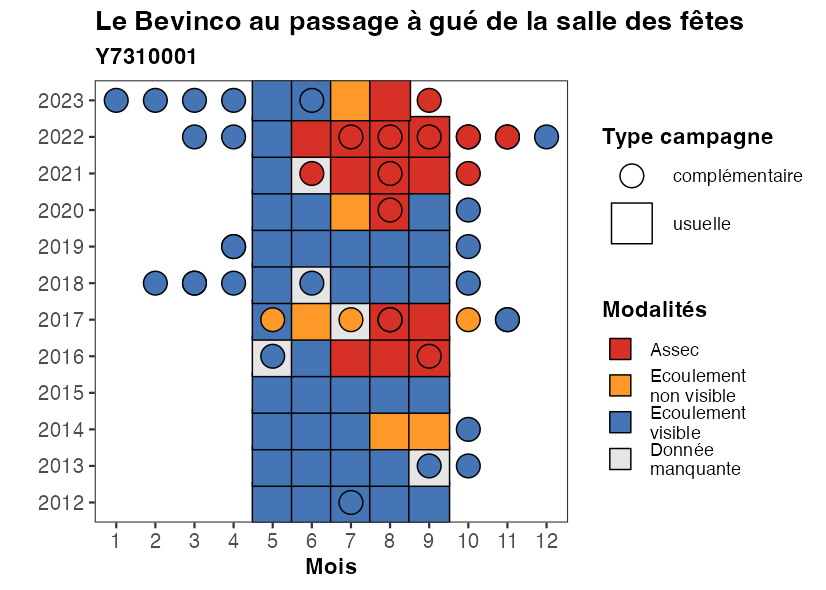 Le Bevinco au passage à gué de la salle des fêtes
Y7310001
2023
2022
2021
2020
2019
2018
2017
2016
2015
2014
2013
2012
1 2 3 4 5 6 7 8 9 10 11 12
Mois
Type campagne
complémentaire
usuelle
Modalités
Assec
Ecoulement
non visible
Ecoulement
visible
Donnée
manquante